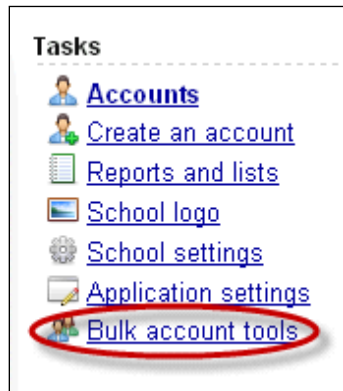 Tasks
Accounts
Create an account
Reports and lists
School logo
School settings
Application settings
Bulk account tools